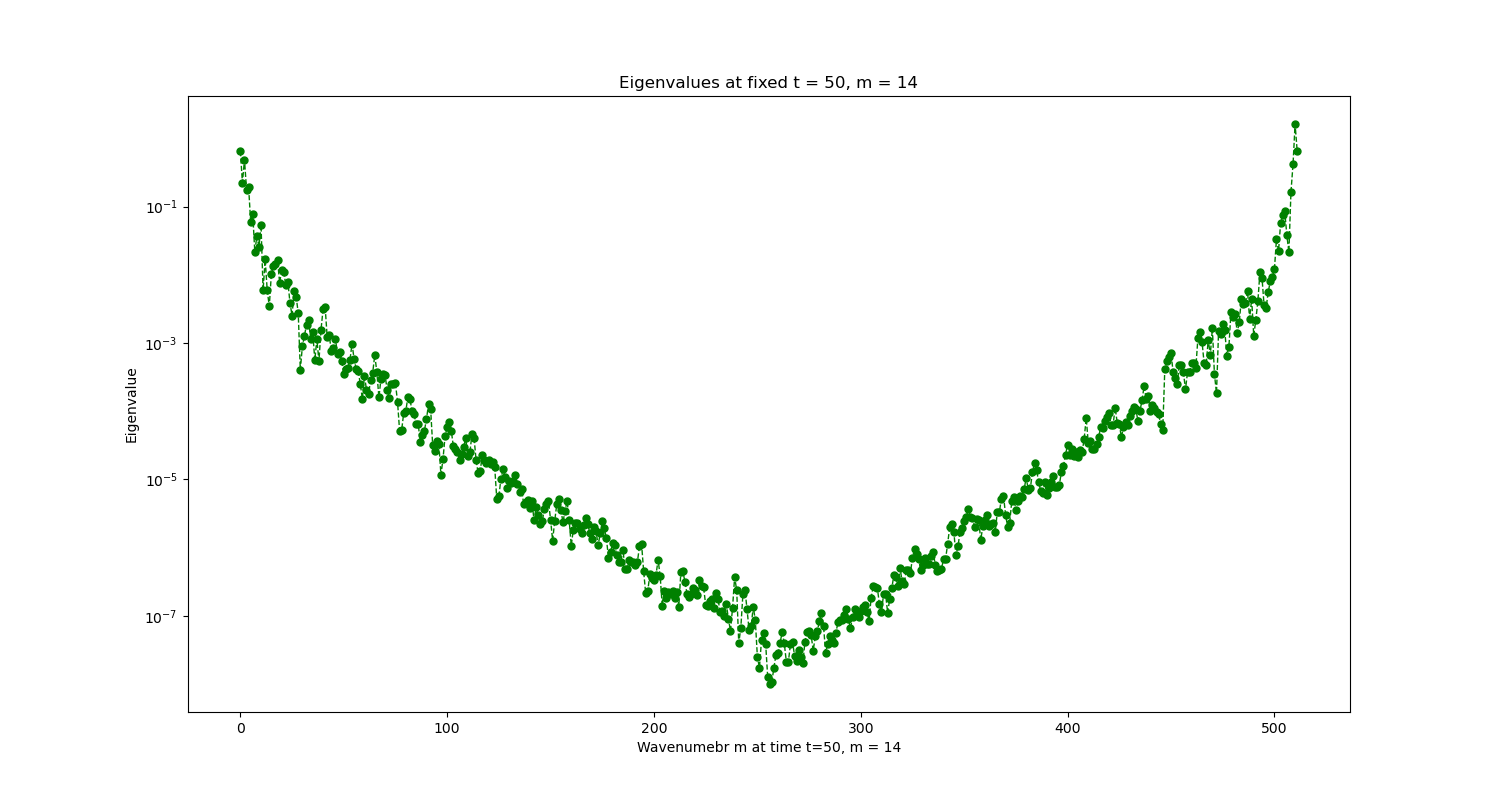 Eigenvalues at fixed t = 50, m = 14
Eigenvalue
10⁻¹
10⁻³
10⁻⁵
10⁻⁷
0 100 200 300 400 500
Wavenumebr m at time t=50, m = 14